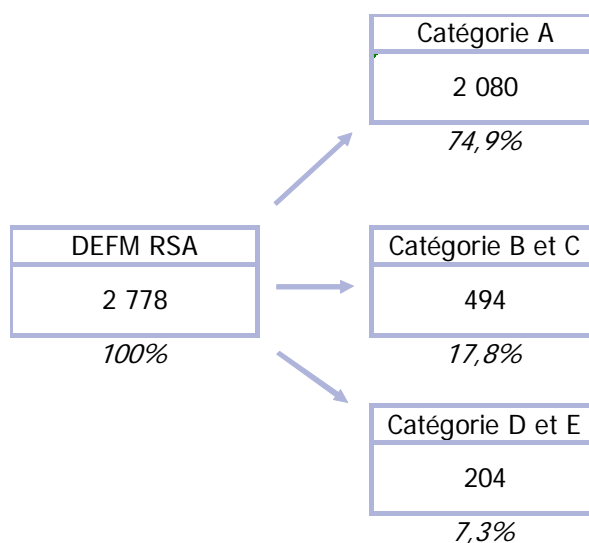 Catégorie A
2 080
74,9%
DEFM RSA
2 778
100%
Catégorie B et C
494
17,8%
Catégorie D et E
204
7,3%